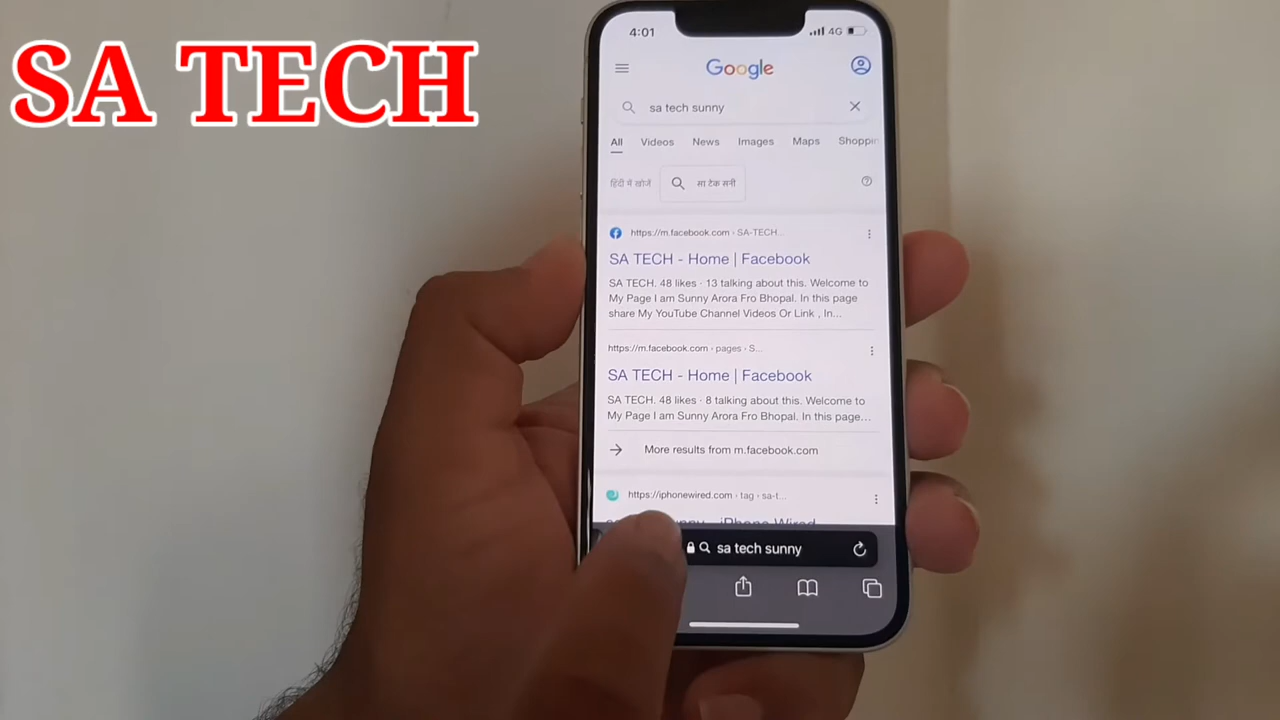 SA TECH
4:01
4G
Google
sa tech sunny
All Videos News Images Maps Shoppin
हिंदी में खोजें सा टेक सनी
https://m.facebook.com › SA-TECH...
SA TECH - Home | Facebook
SA TECH. 48 likes · 13 talking about this. Welcome to
My Page I am Sunny Arora Fro Bhopal. In this page
share My YouTube Channel Videos Or Link , In...
https://m.facebook.com › pages › S...
SA TECH - Home | Facebook
SA TECH. 48 likes · 8 talking about this. Welcome to
My Page I am Sunny Arora Fro Bhopal. In this page...
More results from m.facebook.com
https://iphonewired.com › tag › sa-t...
iPhone Wired
sa tech sunny